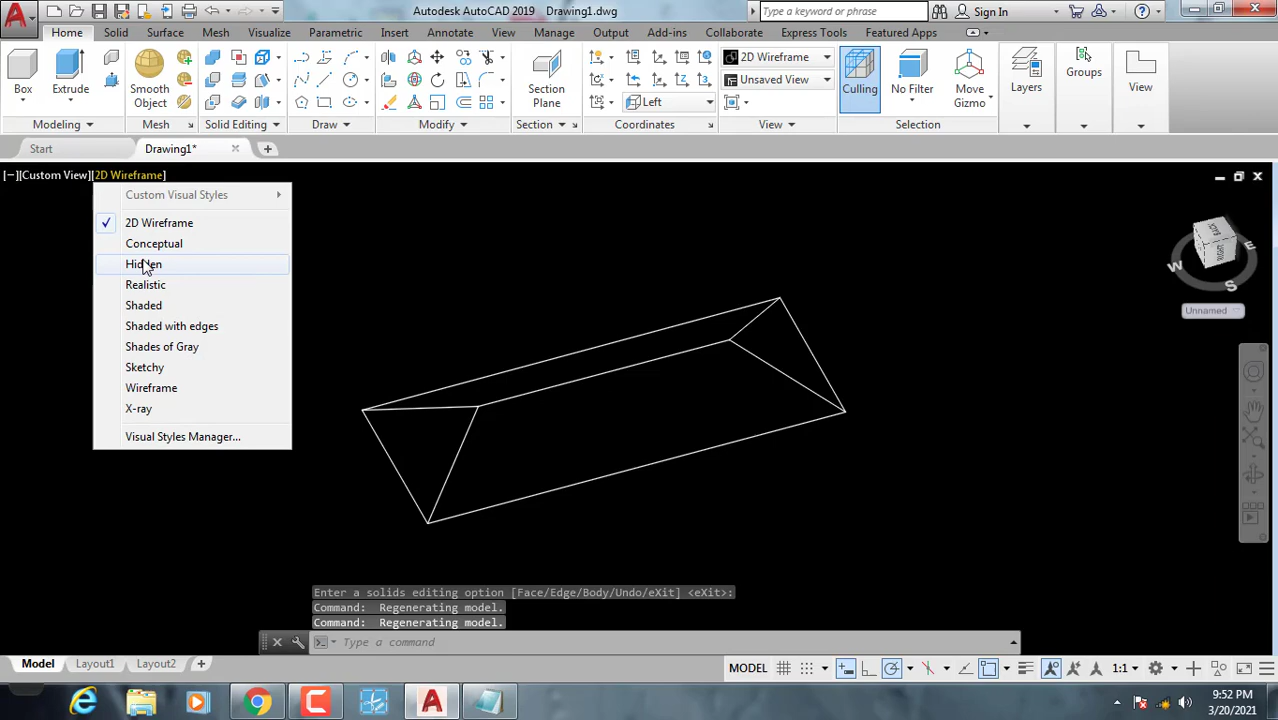 Autodesk AutoCAD 2019 Drawing1.dwg
Type a keyword or phrase
Sign In
Home Solid Surface Mesh Visualize Parametric Insert Annotate View Manage Output Add-ins Collaborate Express Tools Featured Apps
2D Wireframe
Unsaved View
Left
Box Extrude Smooth Object Section Plane Culling No Filter Move Gizmo Layers Groups View
Modeling Mesh Solid Editing Draw Modify Section Coordinates View Selection
Start Drawing1*
[−][Custom View][2D Wireframe]
Custom Visual Styles
2D Wireframe
Conceptual
Hidden
Realistic
Shaded
Shaded with edges
Shades of Gray
Sketchy
Wireframe
X-ray
Visual Styles Manager...
BACK
RIGHT
W
E
S
Unnamed
Enter a solids editing option [Face/Edge/Body/Undo/eXit] <eXit>:
Command: Regenerating model.
Command: Regenerating model.
Type a command
Model Layout1 Layout2
MODEL 1:1
9:52 PM
3/20/2021